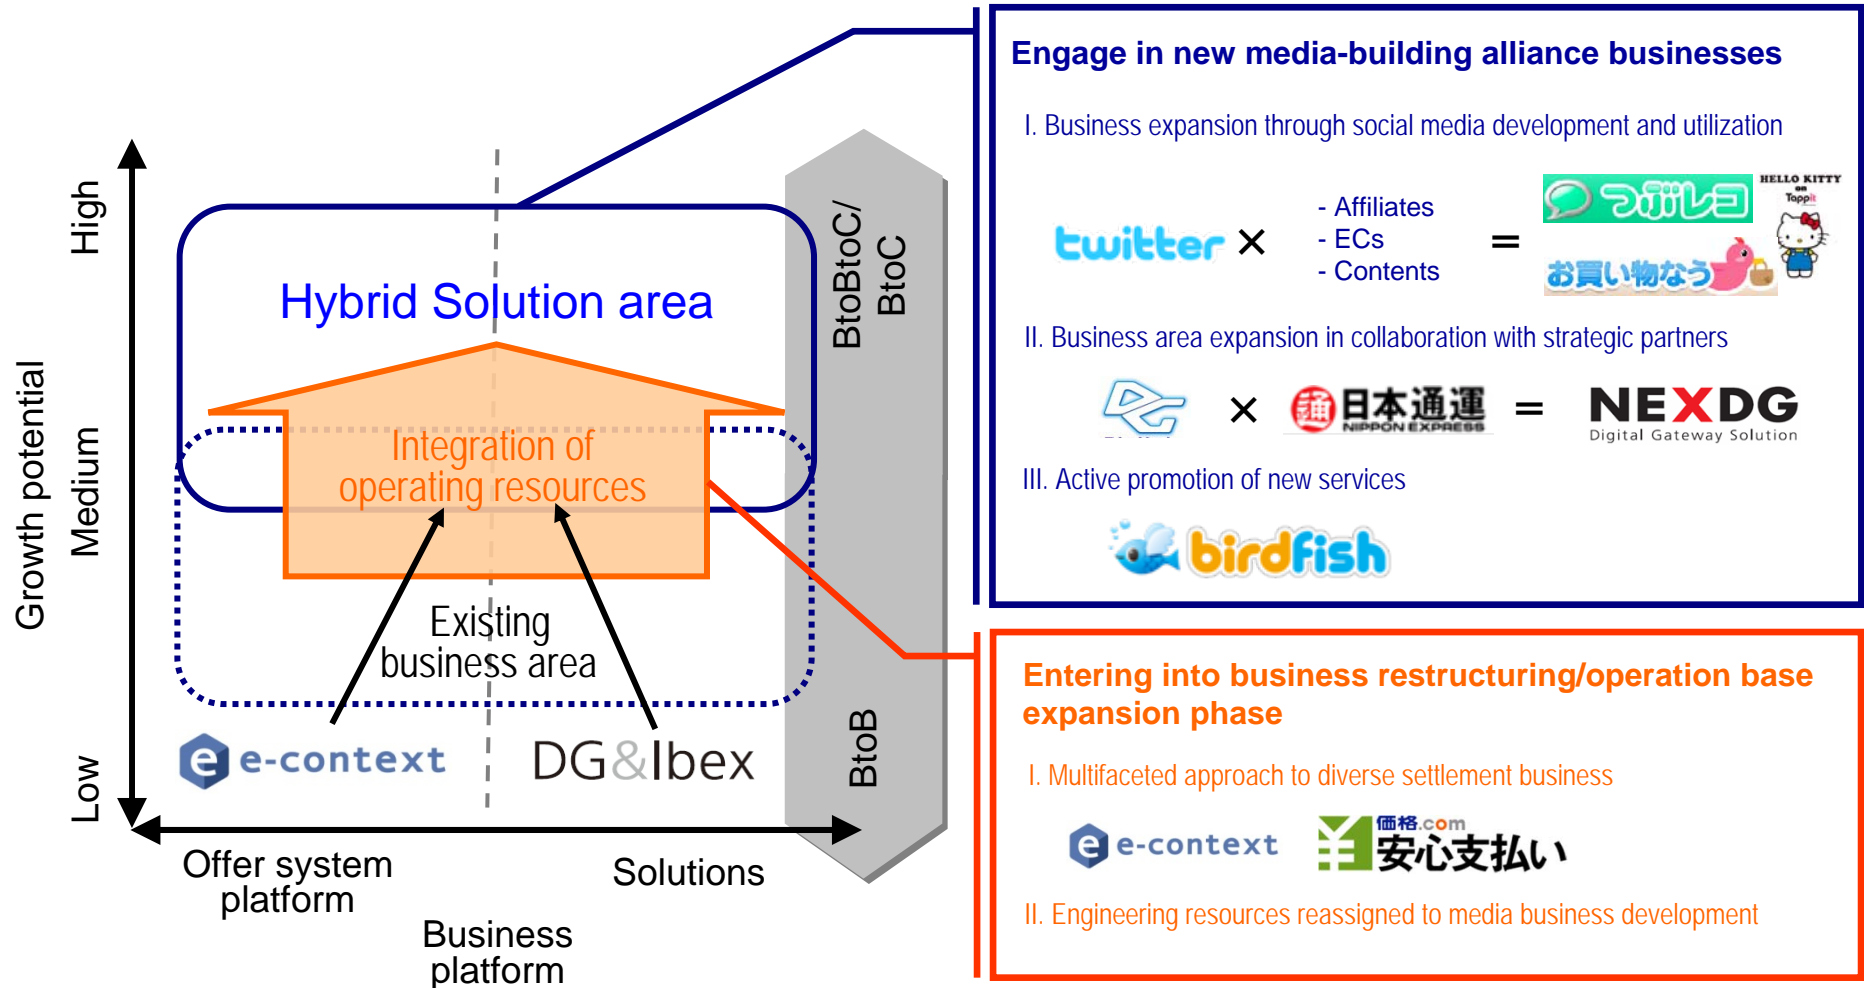 Growth potential
High
Medium
Low
Hybrid Solution area
Integration of
operating resources
Existing
business area
e e-context
DG&Ibex
BtoBtoC/
BtoC
BtoB
Offer system
platform
Solutions
Business
platform
Engage in new media-building alliance businesses
I. Business expansion through social media development and utilization
twitter ×
- Affiliates
- ECs
- Contents
=
つぶレコ
お買い物なう
HELLO KITTY
on
Tappit
II. Business area expansion in collaboration with strategic partners
DG × 通 日本通運 = NEXDG
NIPPON EXPRESS
Digital Gateway Solution
III. Active promotion of new services
birdfish
Entering into business restructuring/operation base
expansion phase
I. Multifaceted approach to diverse settlement business
e e-context
価格.com
安心支払い
II. Engineering resources reassigned to media business development